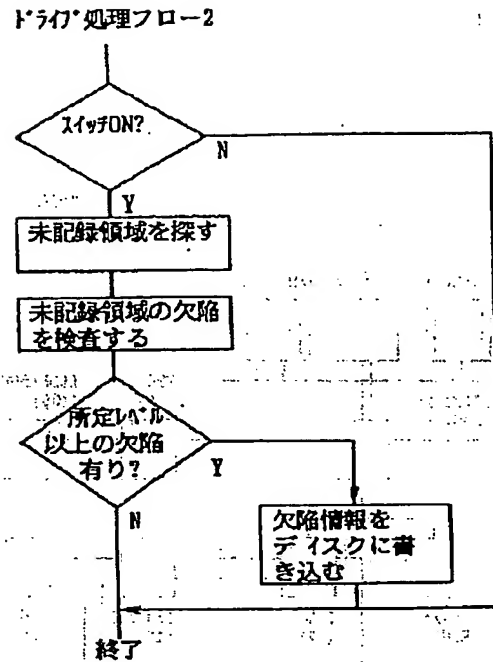 ﾄﾞﾗｲﾌﾞ処理フロー2
ｽｲｯﾁON?
N
Y
未記録領域を探す
未記録領域の欠陥
を検査する
所定ﾚﾍﾞﾙ
以上の欠陥
有り?
Y
N
欠陥情報を
ディスクに書
き込む
終了